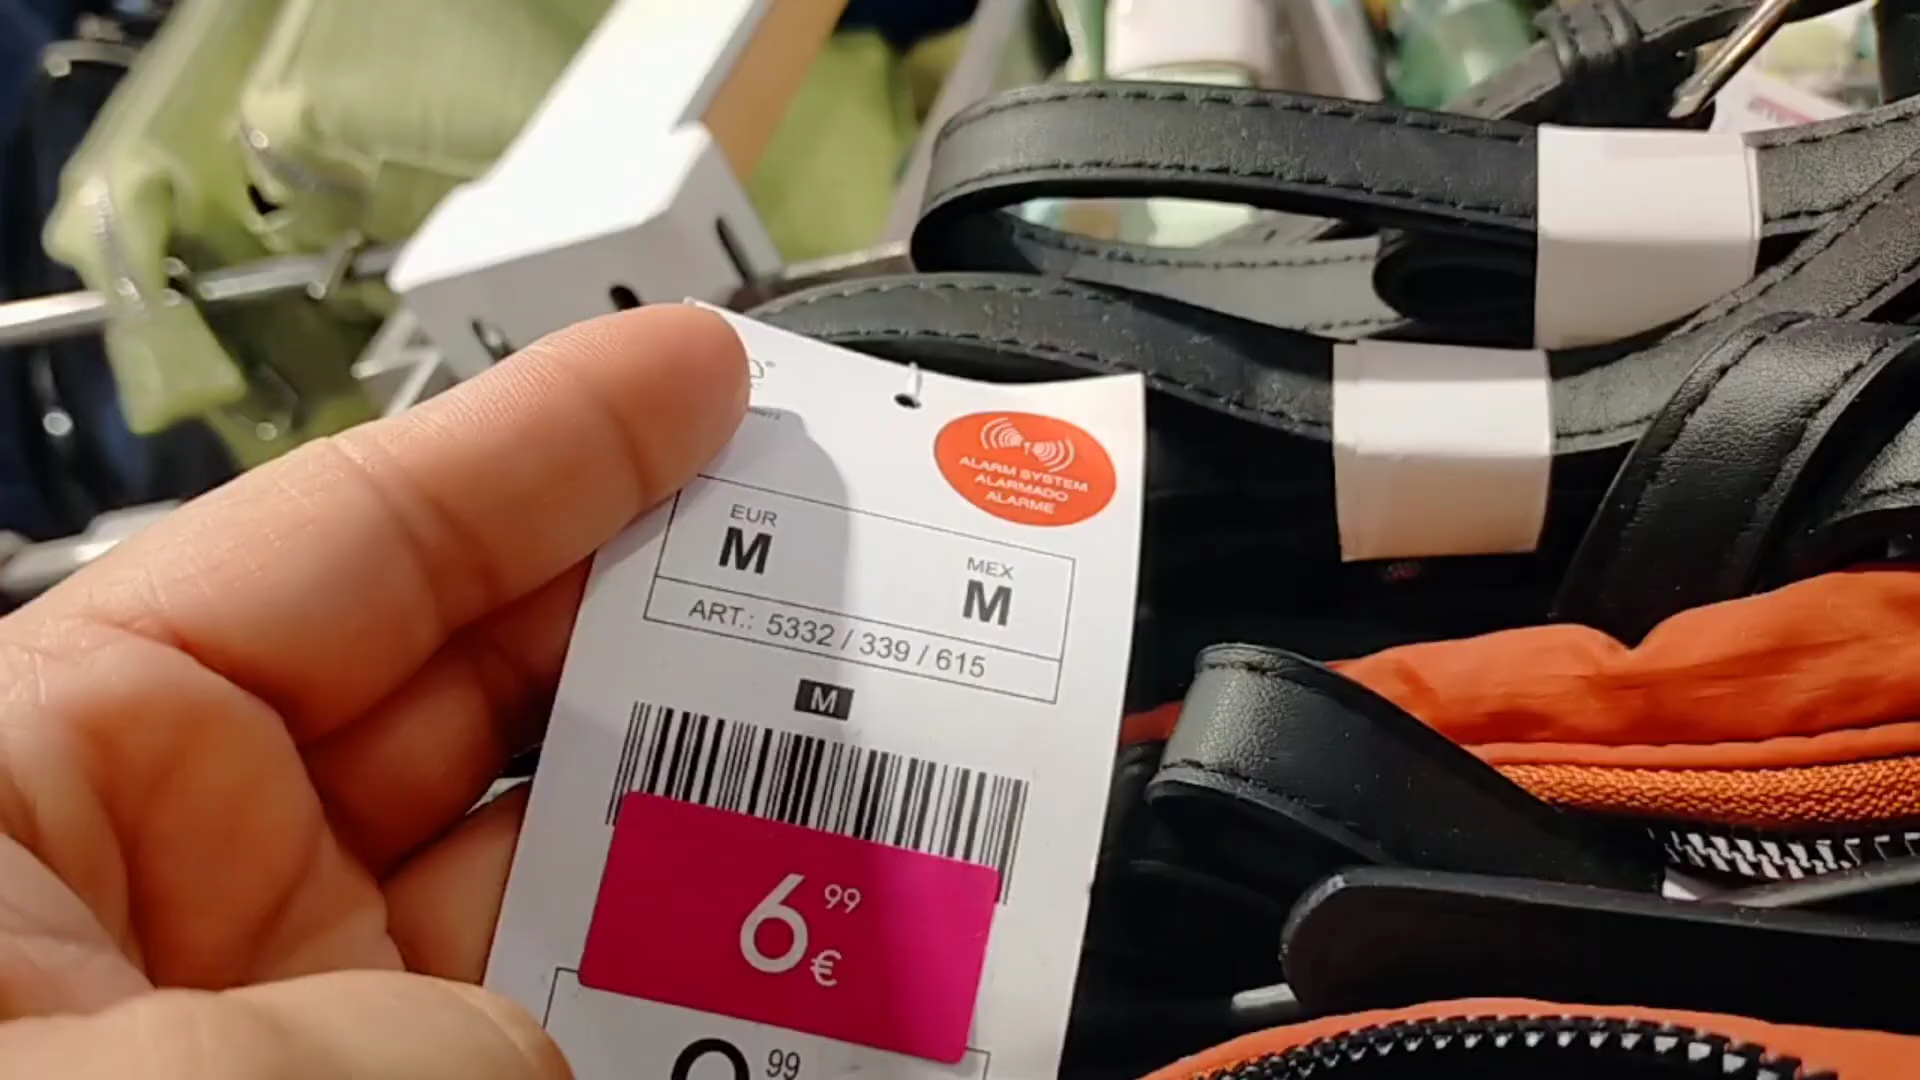 ALARM SYSTEM
ALARMADO
ALARME
EUR
M
MEX
M
ART.: 5332 / 339 / 615
M
6 99
€
99